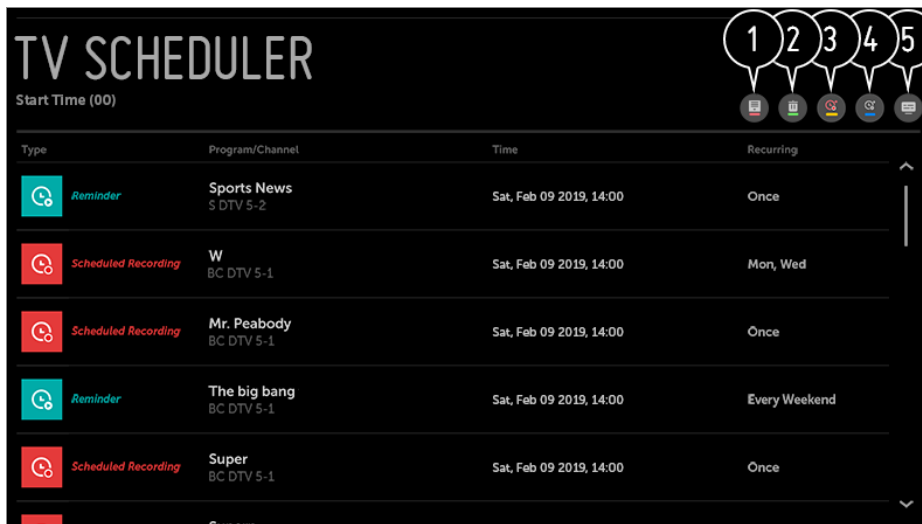 1 2 3 4 5
TV SCHEDULER
Start Time (00)
Type Program/Channel Time Recurring
Reminder Sports News Sat, Feb 09 2019, 14:00 Once
S DTV 5-2
Scheduled Recording W Sat, Feb 09 2019, 14:00 Mon, Wed
BC DTV 5-1
Scheduled Recording Mr. Peabody Sat, Feb 09 2019, 14:00 Once
BC DTV 5-1
Reminder The big bang Sat, Feb 09 2019, 14:00 Every Weekend
BC DTV 5-1
Scheduled Recording Super Sat, Feb 09 2019, 14:00 Once
BC DTV 5-1